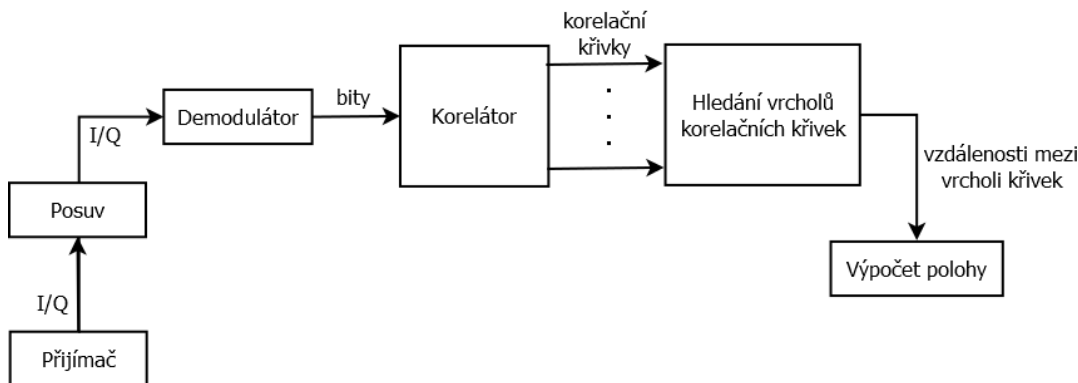 Přijímač
I/Q
Posuv
I/Q
Demodulátor
bity
Korelátor
korelační
křivky
Hledání vrcholů
korelačních křivek
vzdálenosti mezi
vrcholi křivek
Výpočet polohy